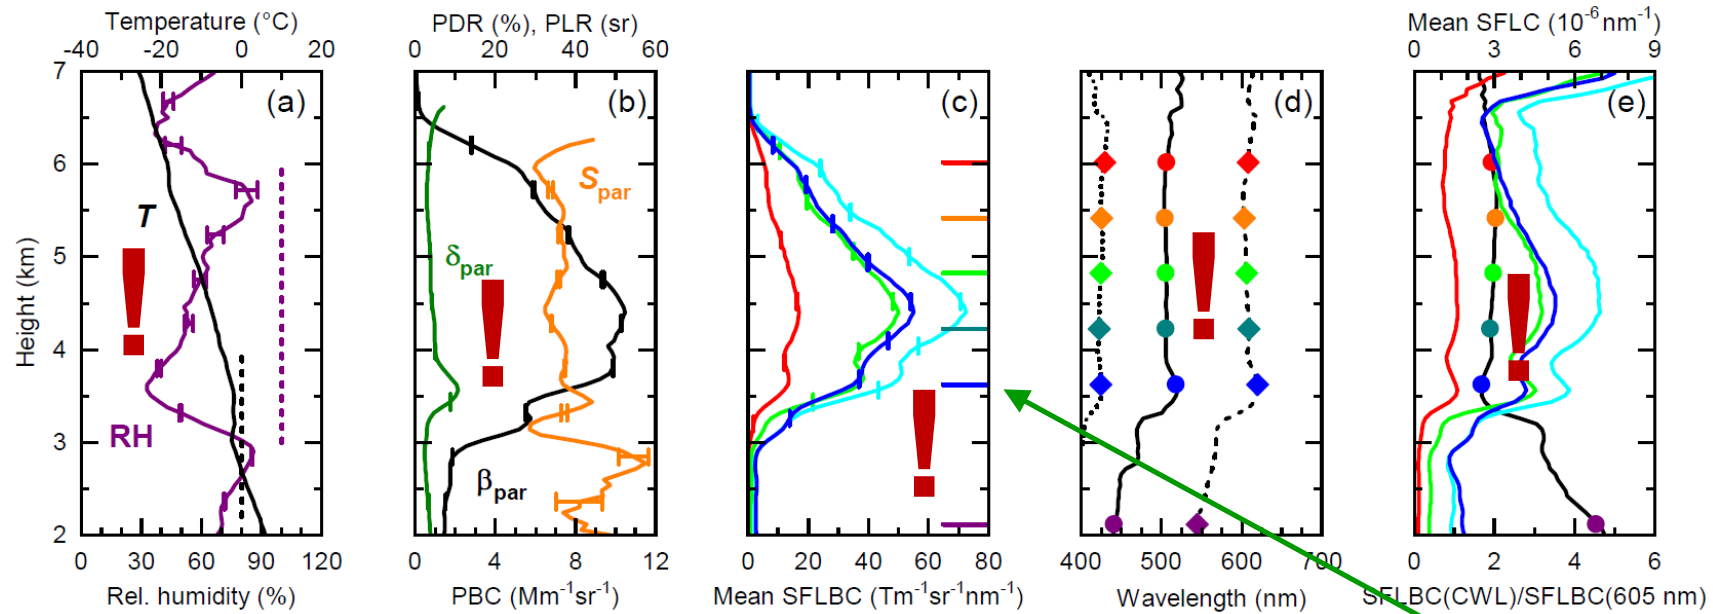 Temperature (°C)
PDR (%), PLR (sr)
Mean SFLC (10⁻⁶ nm⁻¹)
-40 -20 0 20
0 20 40 60
0 3 6 9
7
6
5
4
3
2
Height (km)
(a)
(b)
(c)
(d)
(e)
T
RH
Spar
δpar
βpar
!
!
!
!
!
0 30 60 90 120
0 4 8 12
0 20 40 60 80
400 500 600 700
0 2 4 6
Rel. humidity (%)
PBC (Mm⁻¹sr⁻¹)
Mean SFLBC (Tm⁻¹sr⁻¹nm⁻¹)
Wavelength (nm)
SFLBC(CWL)/SFLBC(605 nm)